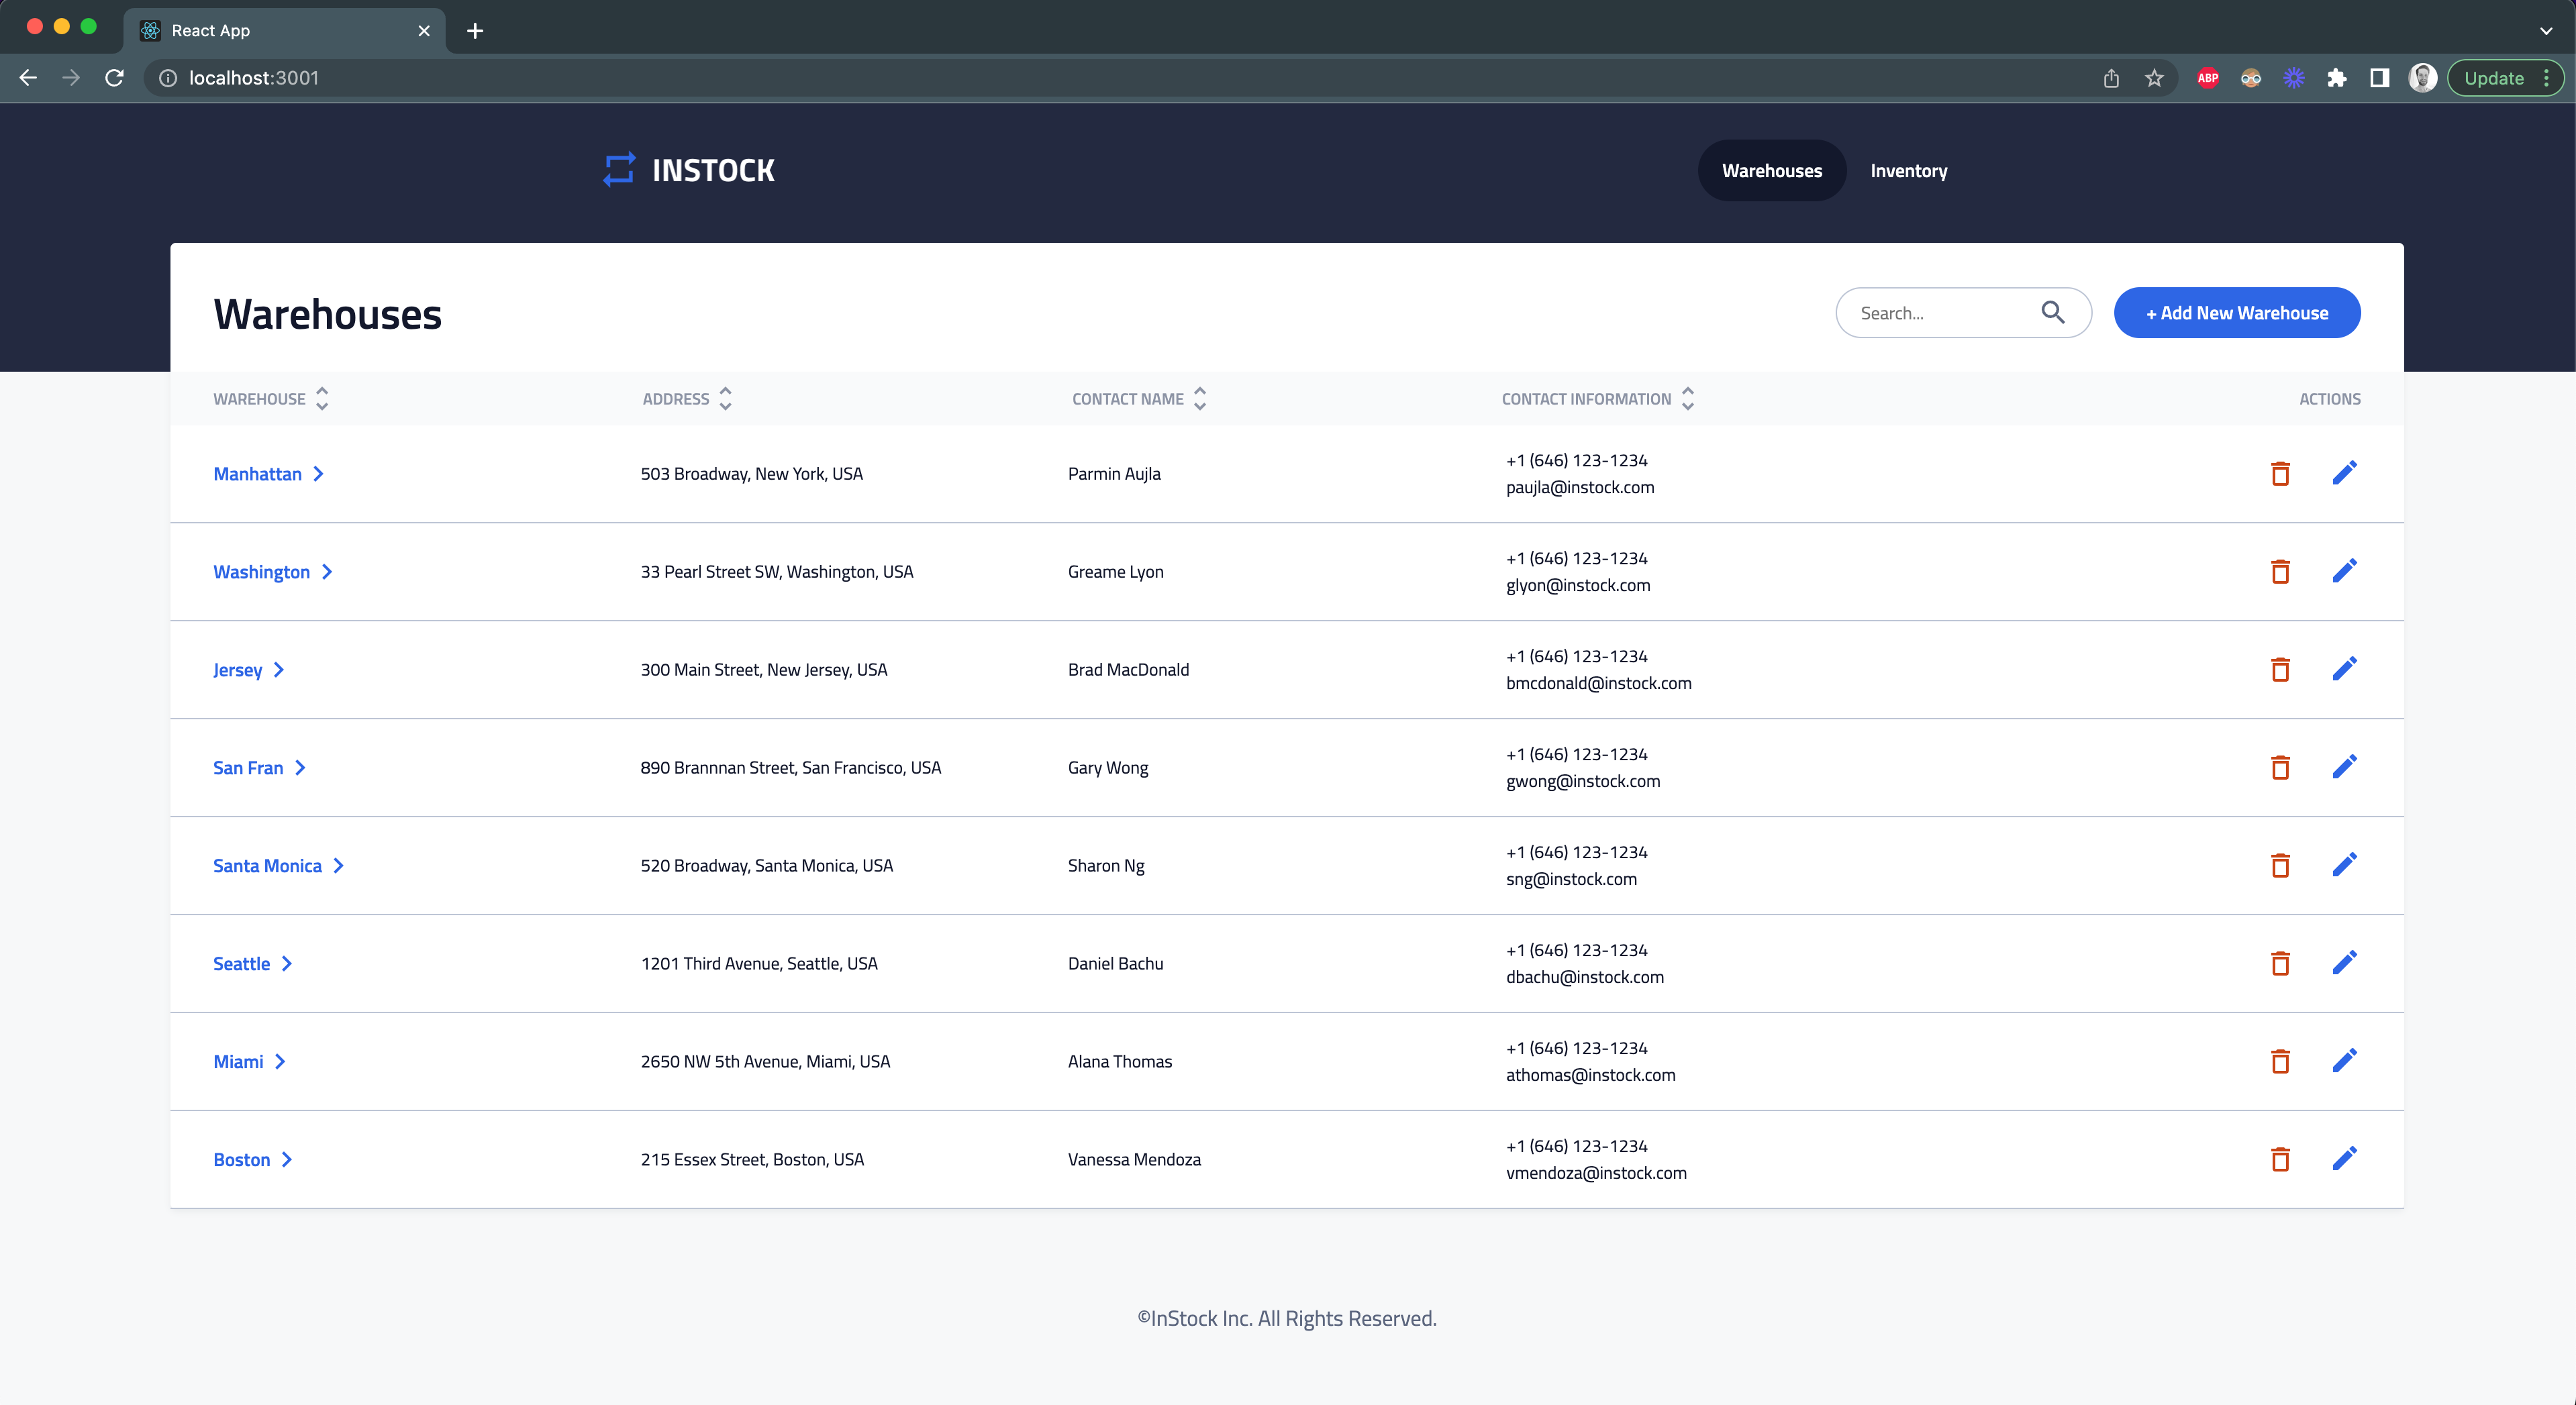 React App
localhost:3001
ABP
Update
INSTOCK
Warehouses Inventory
Warehouses
Search...
+ Add New Warehouse
WAREHOUSE ADDRESS CONTACT NAME CONTACT INFORMATION ACTIONS
Manhattan 503 Broadway, New York, USA Parmin Aujla +1 (646) 123-1234
paujla@instock.com
Washington 33 Pearl Street SW, Washington, USA Greame Lyon +1 (646) 123-1234
glyon@instock.com
Jersey 300 Main Street, New Jersey, USA Brad MacDonald +1 (646) 123-1234
bmcdonald@instock.com
San Fran 890 Brannnan Street, San Francisco, USA Gary Wong +1 (646) 123-1234
gwong@instock.com
Santa Monica 520 Broadway, Santa Monica, USA Sharon Ng +1 (646) 123-1234
sng@instock.com
Seattle 1201 Third Avenue, Seattle, USA Daniel Bachu +1 (646) 123-1234
dbachu@instock.com
Miami 2650 NW 5th Avenue, Miami, USA Alana Thomas +1 (646) 123-1234
athomas@instock.com
Boston 215 Essex Street, Boston, USA Vanessa Mendoza +1 (646) 123-1234
vmendoza@instock.com
©InStock Inc. All Rights Reserved.